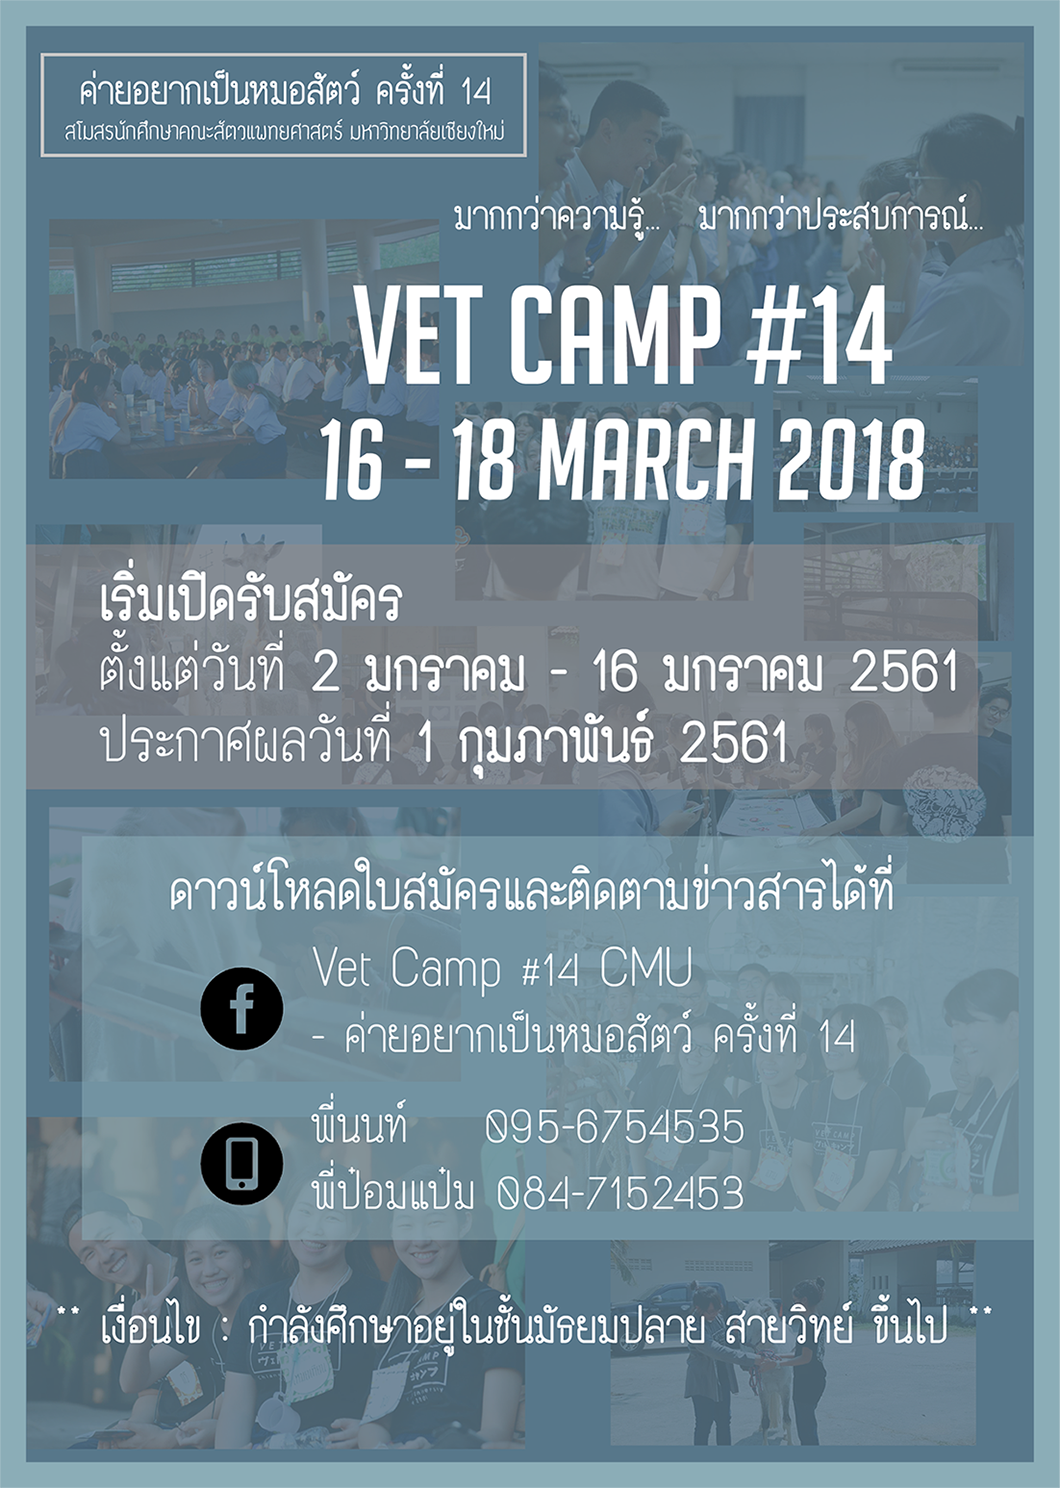 ค่ายอยากเป็นหมอสัตว์ ครั้งที่ 14
สโมสรนักศึกษาคณะสัตวแพทยศาสตร์ มหาวิทยาลัยเชียงใหม่
มากกว่าความรู้... มากกว่าประสบการณ์...
VET CAMP #14
16 - 18 MARCH 2018
เริ่มเปิดรับสมัคร
ตั้งแต่วันที่ 2 มกราคม - 16 มกราคม 2561
ประกาศผลวันที่ 1 กุมภาพันธ์ 2561
ดาวน์โหลดใบสมัครและติดตามข่าวสารได้ที่
Vet Camp #14 CMU
- ค่ายอยากเป็นหมอสัตว์ ครั้งที่ 14
พี่นนท์ 095-6754535
พี่ป๋อมแป๋ม 084-7152453
** เงื่อนไข : กำลังศึกษาอยู่ในชั้นมัธยมปลาย สายวิทย์ ขึ้นไป **